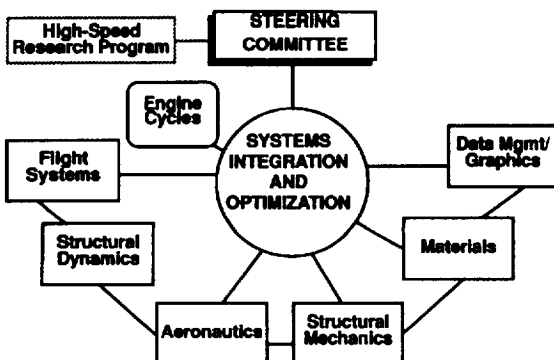 High-Speed
Research Program
STEERING
COMMITTEE
Engine
Cycles
SYSTEMS
INTEGRATION
AND
OPTIMIZATION
Data Mgmt/
Graphics
Flight
Systems
Structural
Dynamics
Materials
Aeronautics
Structural
Mechanics